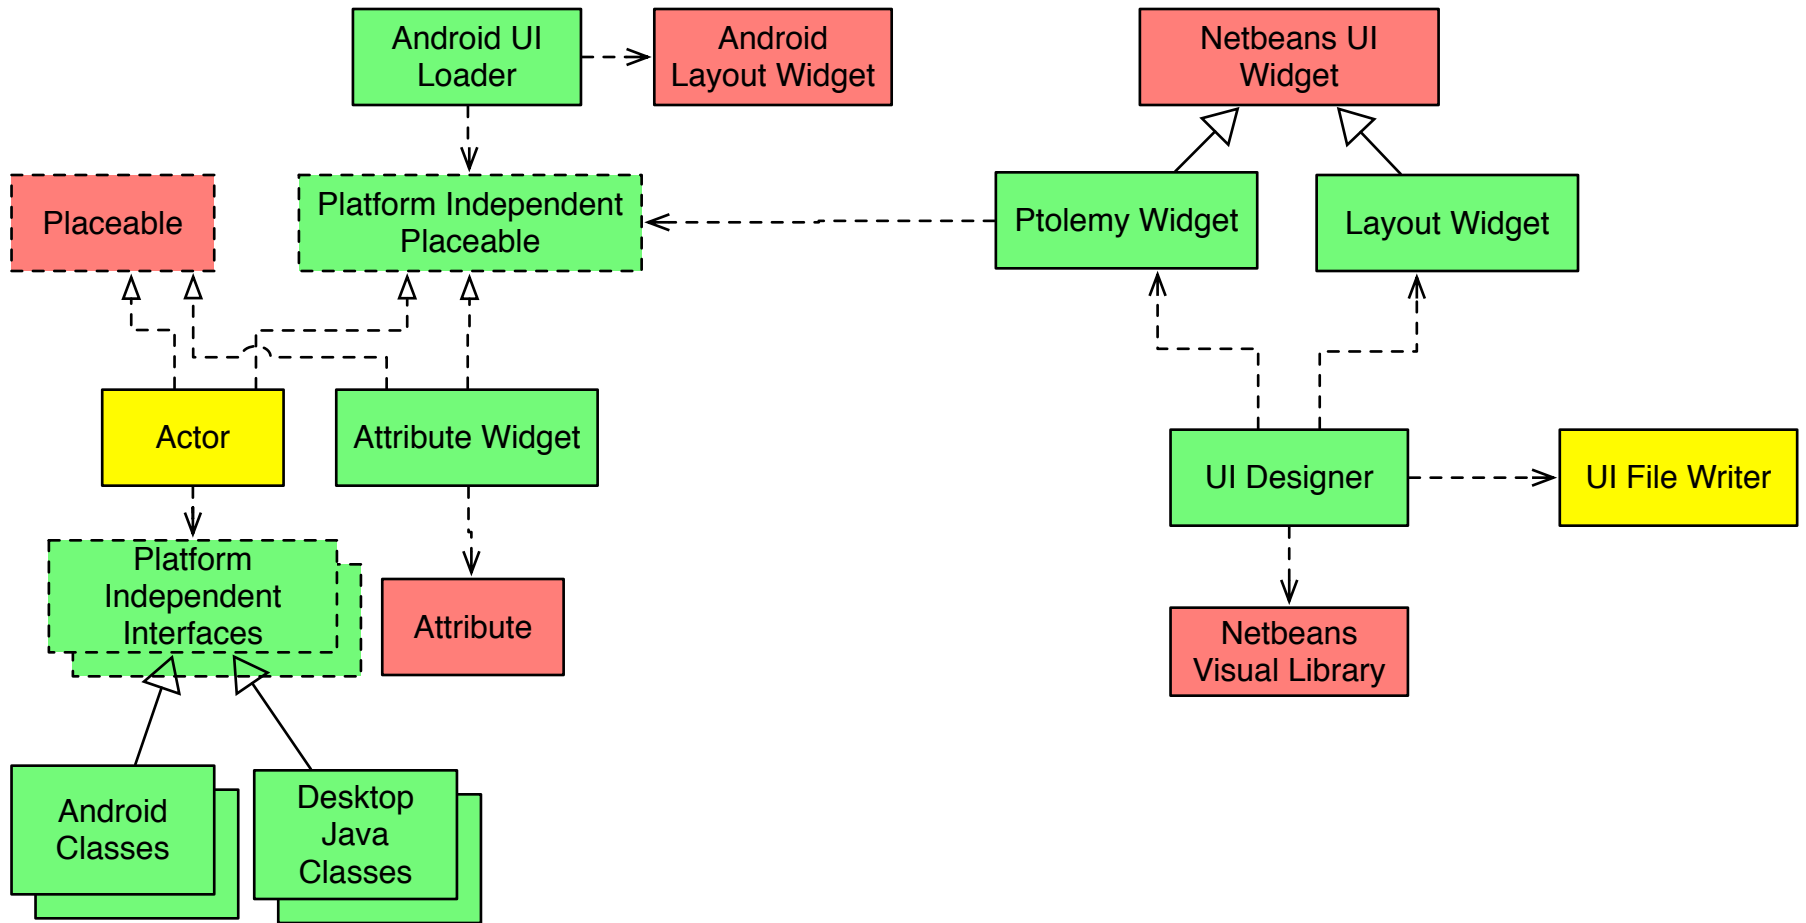 Android UI
Loader
Android
Layout Widget
Netbeans UI
Widget
Placeable
Platform Independent
Placeable
Ptolemy Widget
Layout Widget
Actor
Attribute Widget
UI Designer
UI File Writer
Platform
Independent
Interfaces
Attribute
Netbeans
Visual Library
Android
Classes
Desktop
Java
Classes